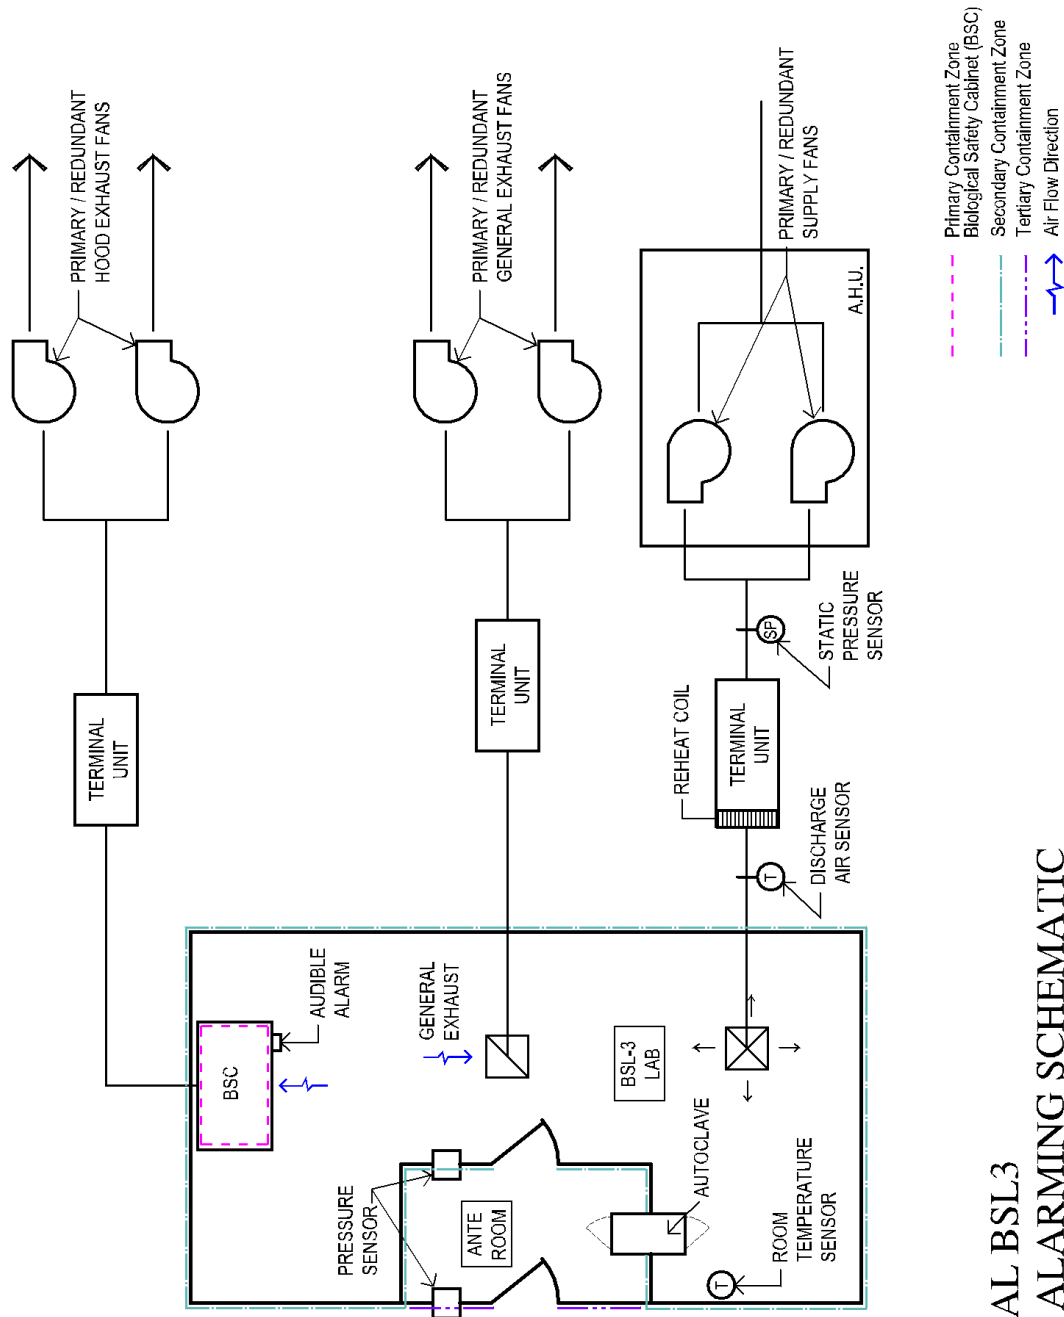 PRIMARY / REDUNDANT
HOOD EXHAUST FANS
PRIMARY / REDUNDANT
GENERAL EXHAUST FANS
PRIMARY / REDUNDANT
SUPPLY FANS
A.H.U.
TERMINAL
UNIT
TERMINAL
UNIT
TERMINAL
UNIT
REHEAT COIL
SP
STATIC
PRESSURE
SENSOR
T
DISCHARGE
AIR SENSOR
BSC
AUDIBLE
ALARM
GENERAL
EXHAUST
BSL-3
LAB
PRESSURE
SENSOR
ANTE
ROOM
AUTOCLAVE
T
ROOM
TEMPERATURE
SENSOR
Primary Containment Zone
Biological Safety Cabinet (BSC)
Secondary Containment Zone
Tertiary Containment Zone
Air Flow Direction
AL BSL3
ALARMING SCHEMATIC